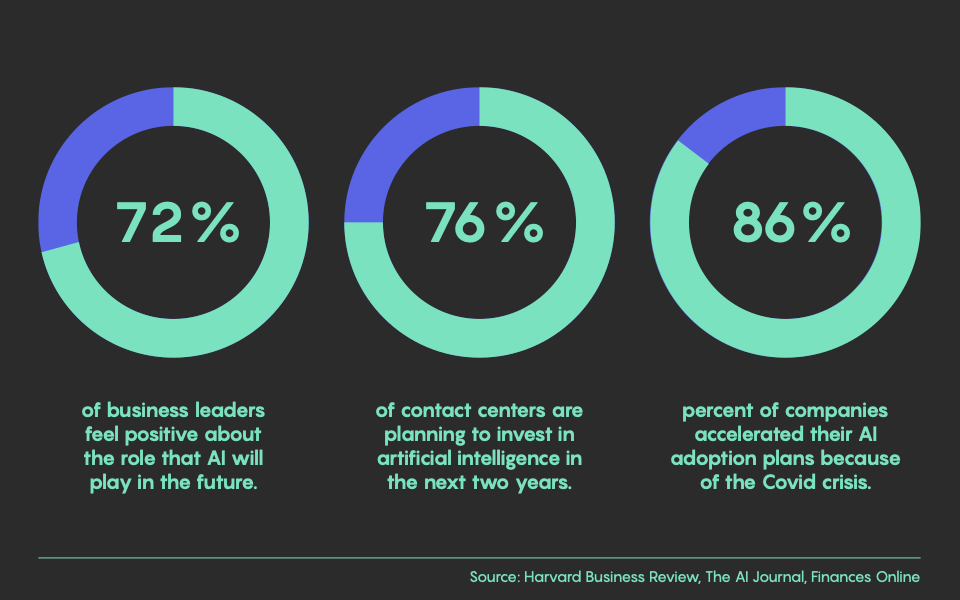 72%
of business leaders
feel positive about
the role that AI will
play in the future.
76%
of contact centers are
planning to invest in
artificial intelligence in
the next two years.
86%
percent of companies
accelerated their AI
adoption plans because
of the Covid crisis.
Source: Harvard Business Review, The AI Journal, Finances Online